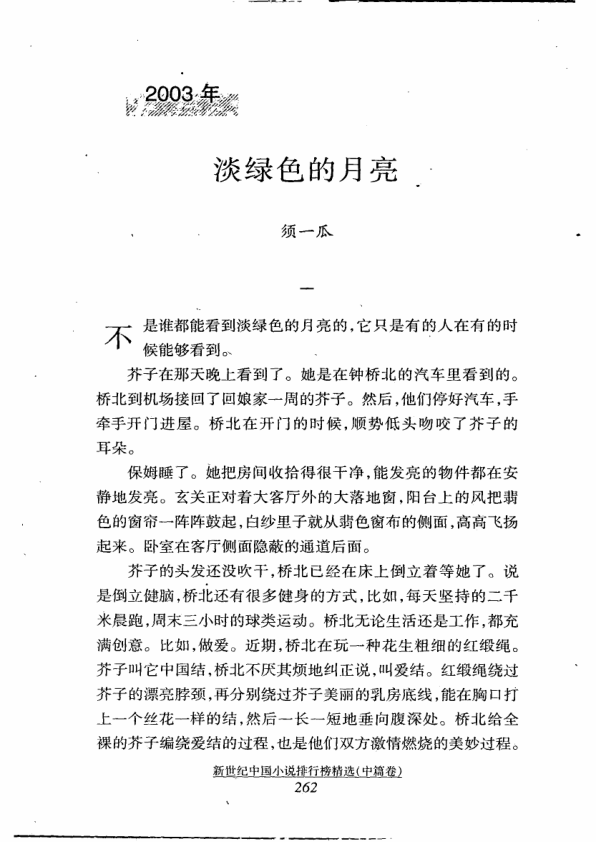 2003年
淡绿色的月亮
须一瓜
一
不是谁都能看到淡绿色的月亮的,它只是有的人在有的时
候能够看到。
芥子在那天晚上看到了。她是在钟桥北的汽车里看到的。
桥北到机场接回了回娘家一周的芥子。然后,他们停好汽车,手
牵手开门进屋。桥北在开门的时候,顺势低头吻咬了芥子的
耳朵。
保姆睡了。她把房间收拾得很干净,能发亮的物件都在安
静地发亮。玄关正对着大客厅外的大落地窗,阳台上的风把翡
色的窗帘一阵阵鼓起,白纱里子就从翡色窗布的侧面,高高飞扬
起来。卧室在客厅侧面隐蔽的通道后面。
芥子的头发还没吹干,桥北已经在床上倒立着等她了。说
是倒立健脑,桥北还有很多健身的方式,比如,每天坚持的二千
米晨跑,周末三小时的球类运动。桥北无论生活还是工作,都充
满创意。比如,做爱。近期,桥北在玩一种花生粗细的红缎绳。
芥子叫它中国结,桥北不厌其烦地纠正说,叫爱结。红缎绳绕过
芥子的漂亮脖颈,再分别绕过芥子美丽的乳房底线,能在胸口打
上一个丝花一样的结,然后一长一短地垂向腹深处。桥北给全
裸的芥子编绕爱结的过程,也是他们双方激情燃烧的美妙过程。
新世纪中国小说排行榜精选(中篇卷)
262